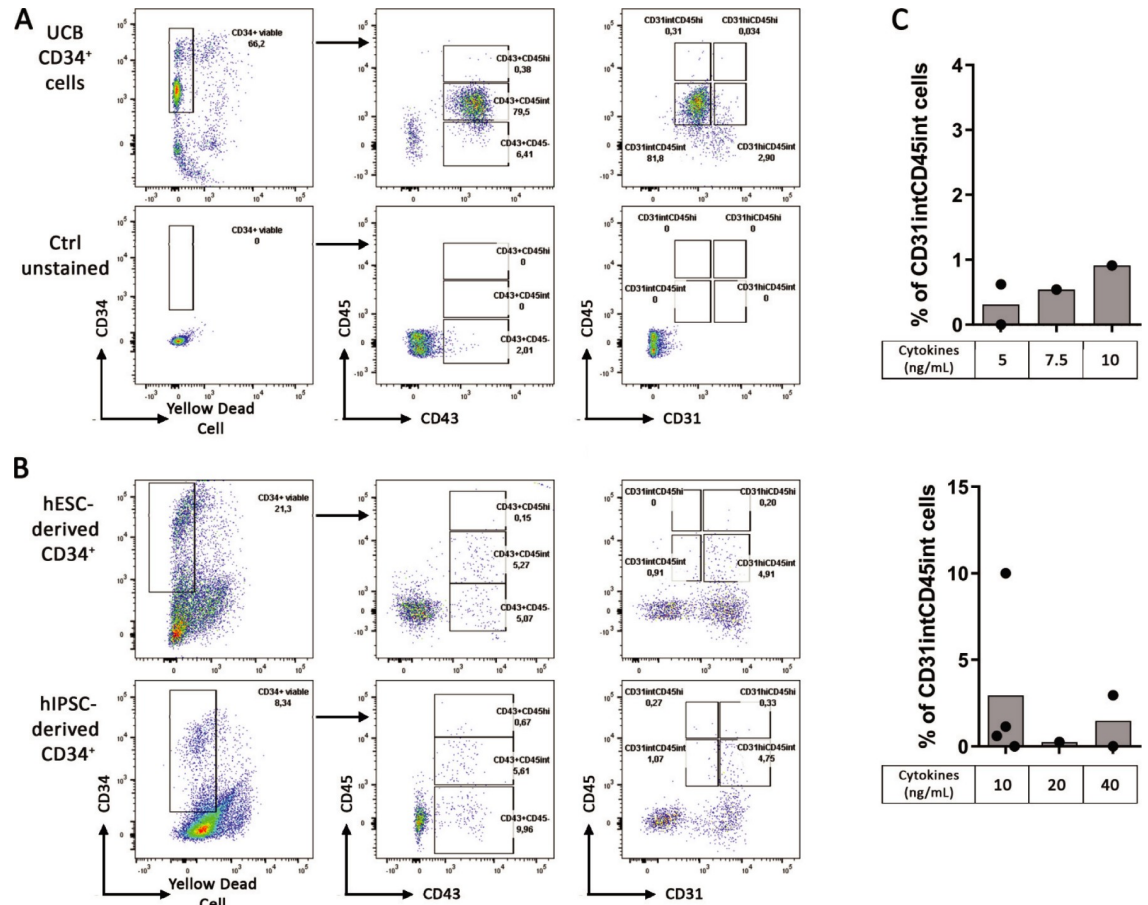 A
UCB
CD34+
cells
CD34+ viable
66,2
CD43+CD45hi
0,38
CD43+CD45int
79,5
CD43+CD45-
6,41
CD31intCD45hi
0,31
CD31hiCD45hi
0,034
CD31intCD45int
81,8
CD31hiCD45int
2,90
Ctrl
unstained
CD34+ viable
0
CD43+CD45hi
0
CD43+CD45int
0
CD43+CD45-
2,01
CD31intCD45hi
0
CD31hiCD45hi
0
CD31intCD45int
0
CD31hiCD45int
0
CD34
Yellow Dead
Cell
CD45
CD43
CD45
CD31
B
hESC-
derived
CD34+
CD34+ viable
21,3
CD43+CD45hi
0,15
CD43+CD45int
5,27
CD43+CD45-
5,07
CD31intCD45hi
0
CD31hiCD45hi
0,20
CD31intCD45int
0,91
CD31hiCD45int
4,91
hIPSC-
derived
CD34+
CD34+ viable
8,34
CD43+CD45hi
0,67
CD43+CD45int
5,61
CD43+CD45-
9,96
CD31intCD45hi
0,27
CD31hiCD45hi
0,33
CD31intCD45int
1,07
CD31hiCD45int
4,75
CD34
Yellow Dead
Cell
CD45
CD43
CD45
CD31
C
% of CD31intCD45int cells
4
3
2
1
0
Cytokines
(ng/mL)
5 7.5 10
% of CD31intCD45int cells
15
10
5
0
Cytokines
(ng/mL)
10 20 40